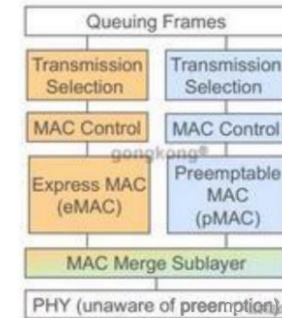 Queuing Frames
Transmission
Selection
Transmission
Selection
MAC Control
MAC Control
gongkong®
Express MAC
(eMAC)
Preemptable
MAC
(pMAC)
MAC Merge Sublayer
PHY (unaware of preemption)